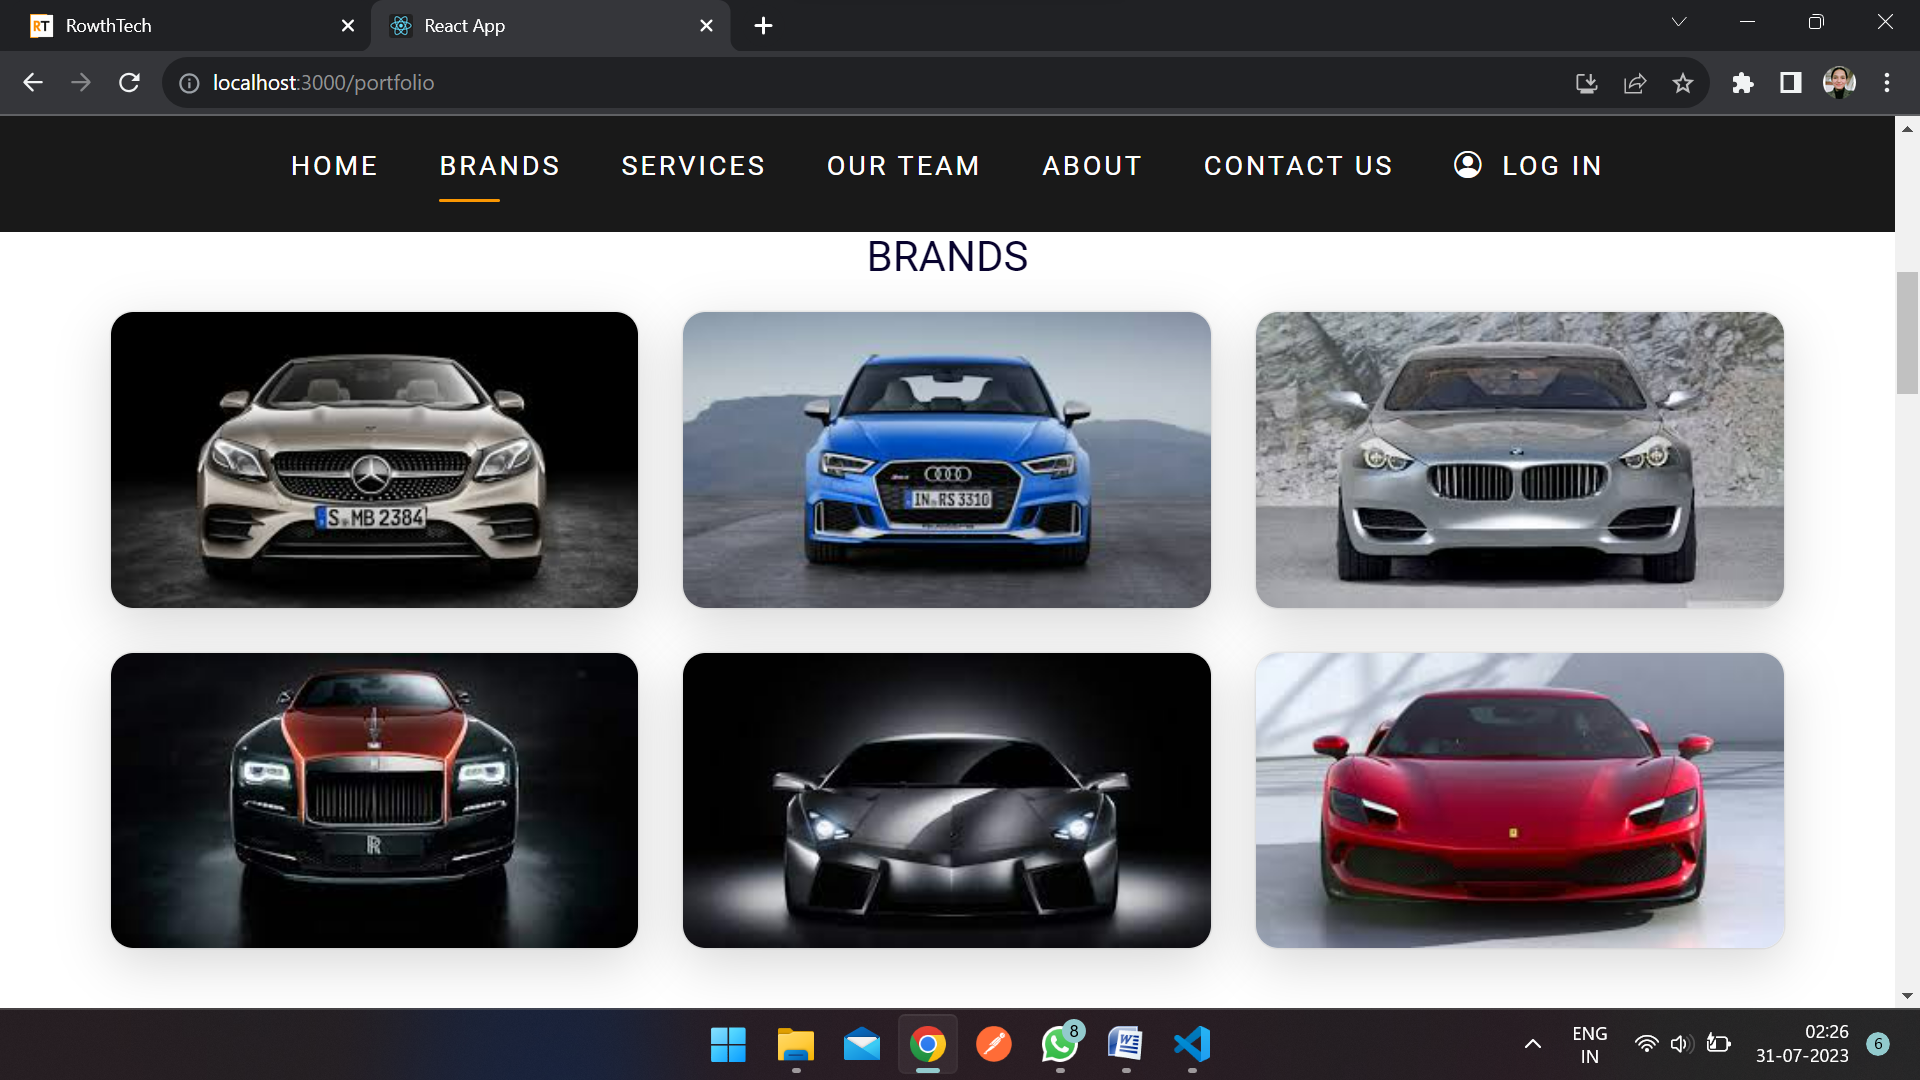 RT RowthTech
React App
localhost:3000/portfolio
HOME BRANDS SERVICES OUR TEAM ABOUT CONTACT US LOG IN
BRANDS
S MB 2384
IN RS 3310
8
W
ENG
IN
02:26
31-07-2023
6